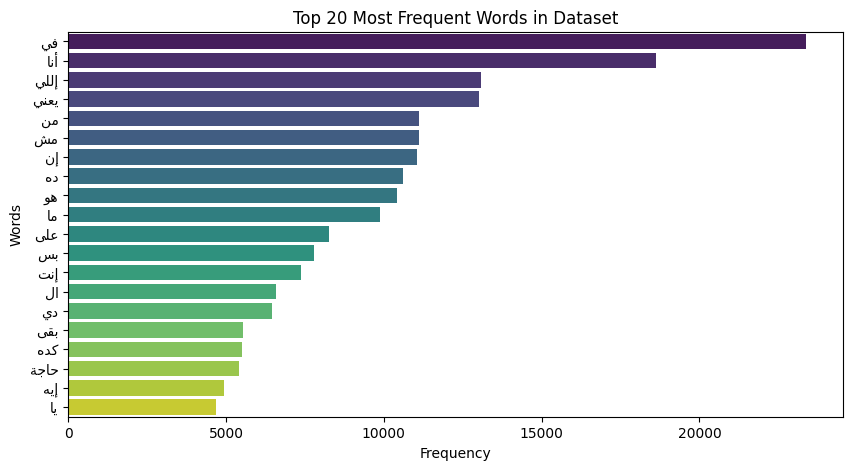 Top 20 Most Frequent Words in Dataset
Words
في
أنا
إللي
يعني
من
مش
إن
ده
هو
ما
على
بس
إنت
ال
دي
بقى
كده
حاجة
إيه
يا
0 5000 10000 15000 20000
Frequency